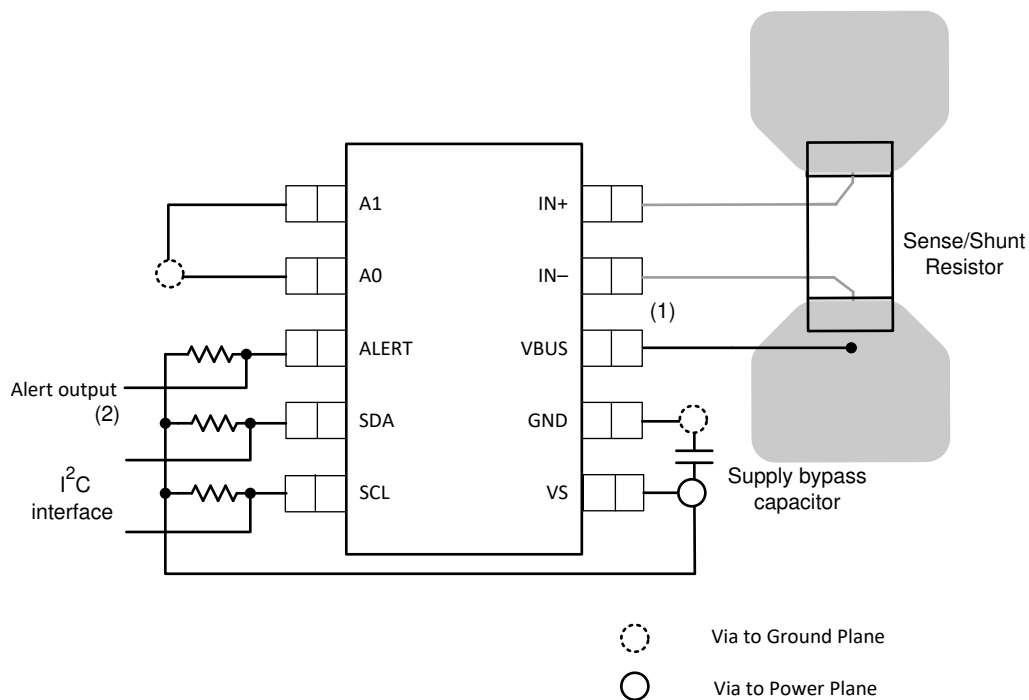 A1
IN+
Sense/Shunt
Resistor
A0
IN–
(1)
ALERT
VBUS
Alert output
(2)
SDA
GND
I2C
interface
SCL
VS
Supply bypass
capacitor
Via to Ground Plane
Via to Power Plane